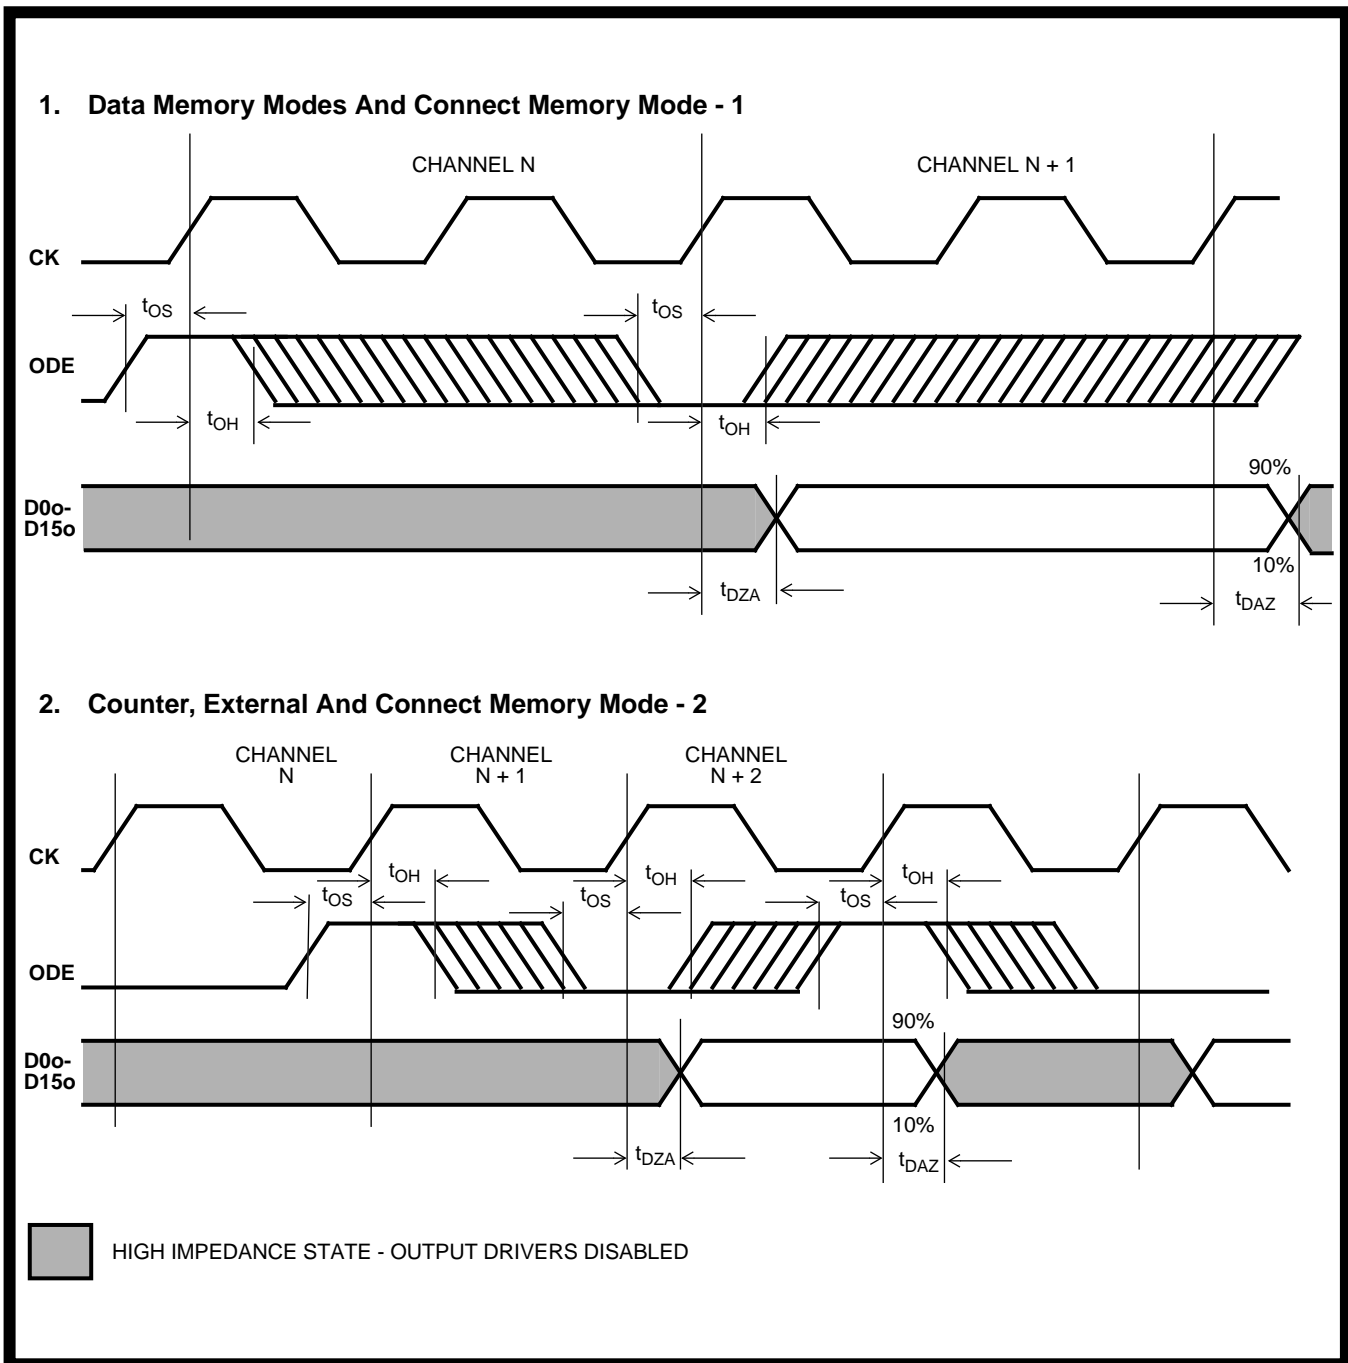 1. Data Memory Modes And Connect Memory Mode - 1
CHANNEL N
CHANNEL N + 1
CK
tOS
tOS
ODE
tOH
tOH
90%
D0o-
D15o
10%
tDZA
tDAZ
2. Counter, External And Connect Memory Mode - 2
CHANNEL
N
CHANNEL
N + 1
CHANNEL
N + 2
CK
tOH
tOH
tOH
tOS
tOS
tOS
ODE
90%
D0o-
D15o
10%
tDZA
tDAZ
HIGH IMPEDANCE STATE - OUTPUT DRIVERS DISABLED